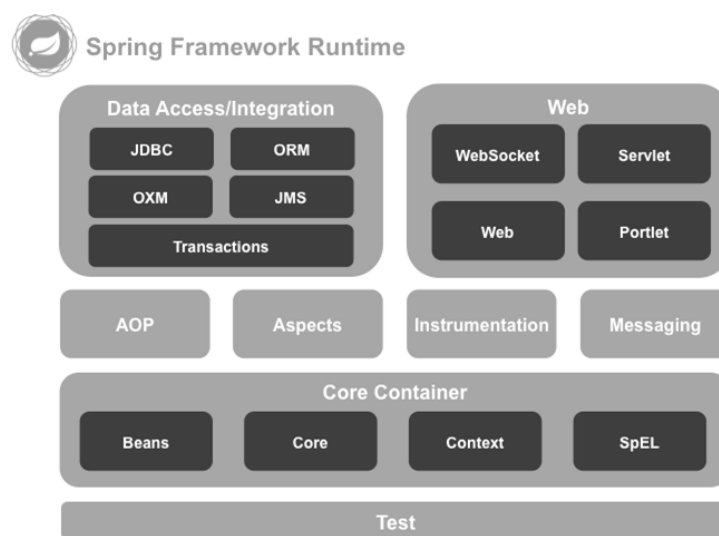 Spring Framework Runtime
Data Access/Integration
JDBC
ORM
OXM
JMS
Transactions
Web
WebSocket
Servlet
Web
Portlet
AOP
Aspects
Instrumentation
Messaging
Core Container
Beans
Core
Context
SpEL
Test